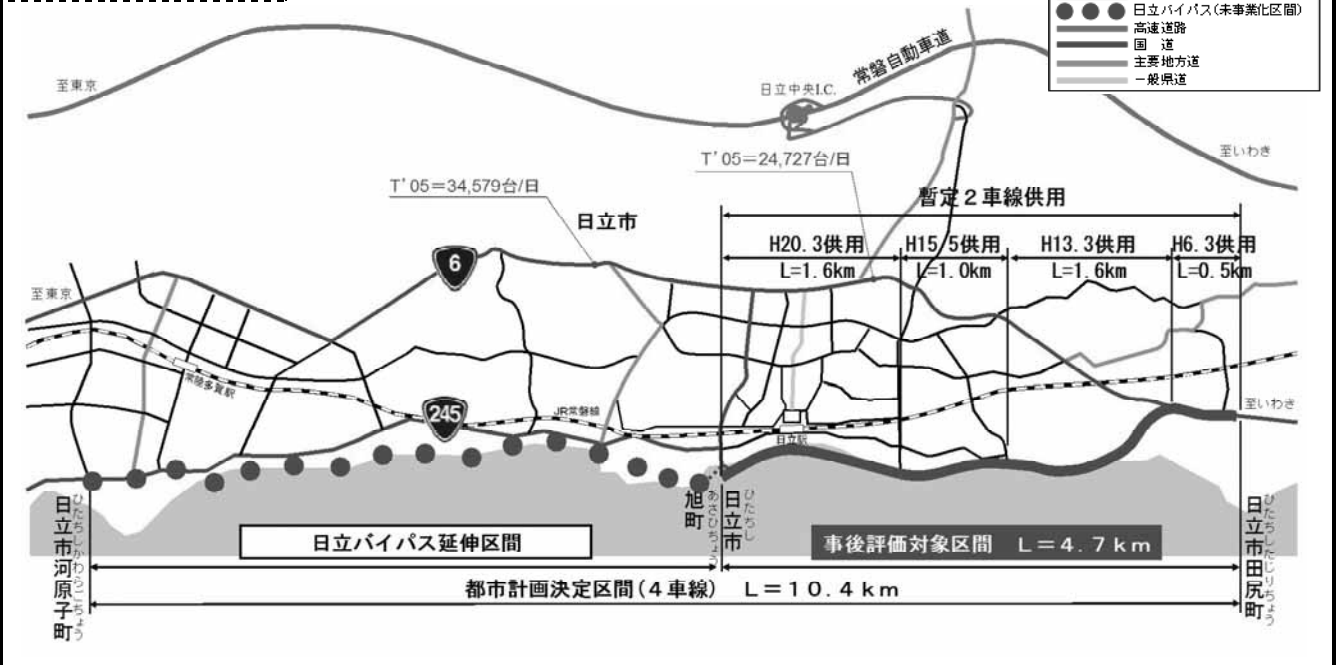 日立バイパス(未事業化区間)
高速道路
国　道
主要地方道
一般県道
常磐自動車道
至東京
日立中央I.C.
至いわき
T'05=24,727台/日
T'05=34,579台/日
暫定2車線供用
日立市
H20.3供用
H15.5供用
H13.3供用
H6.3供用
L=1.6km
L=1.0km
L=1.6km
L=0.5km
6
至東京
常陸多賀駅
245
JR常磐線
日立駅
至いわき
日立市河原子町
ひたちしかわらごちょう
旭町
あさひちょう
日立市
ひたちし
日立市田尻町
ひたちしたじりちょう
日立バイパス延伸区間
事後評価対象区間　L=4.7km
都市計画決定区間(4車線)　L=10.4km